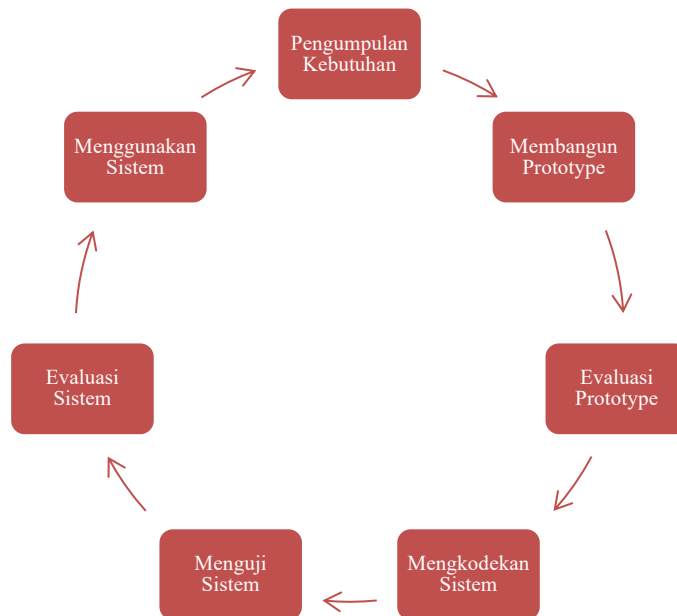 Pengumpulan
Kebutuhan
Membangun
Prototype
Evaluasi
Prototype
Mengkodekan
Sistem
Menguji
Sistem
Evaluasi
Sistem
Menggunakan
Sistem